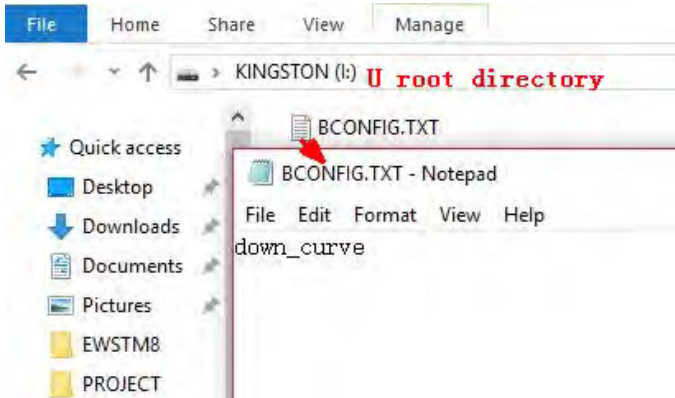 File Home Share View Manage
KINGSTON (I:) U root directory
BCONFIG.TXT
Quick access
BCONFIG.TXT - Notepad
Desktop
File Edit Format View Help
Downloads
down_curve
Documents
Pictures
EWSTM8
PROJECT